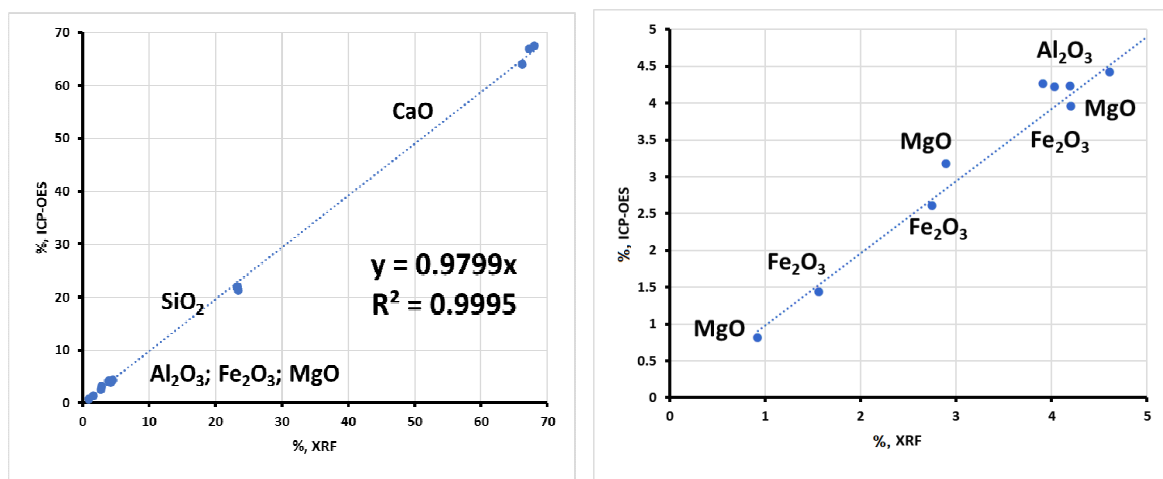 70
60
50
40
30
20
10
0
%, ICP-OES
CaO
y = 0.9799x
R² = 0.9995
SiO₂
Al₂O₃; Fe₂O₃; MgO
0 10 20 30 40 50 60 70
%, XRF
5
4.5
4
3.5
3
2.5
2
1.5
1
0.5
0
%, ICP-OES
Al₂O₃
MgO
Fe₂O₃
MgO
Fe₂O₃
Fe₂O₃
MgO
0 1 2 3 4 5
%, XRF